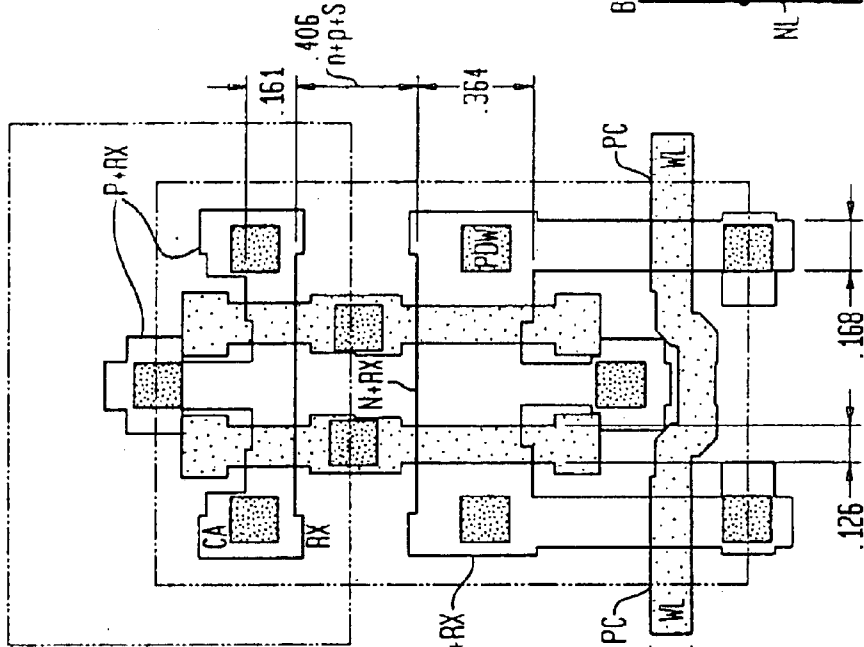 B
NL
.406
n+p+S
.161
.364
P+RX
PC
WL
PDW
N+RX
CA
RX
+RX
PC
WL
.168
.126